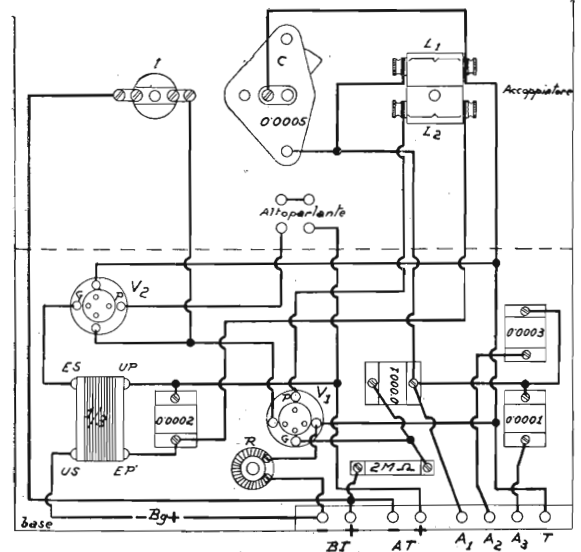 I
C
L1
0'0005
Accoppiatore
L2
Altoparlante
V2
G
P
0'0003
ES
UP
0'0001
V1
P
1/3
0'0002
0'0001
G
R
US
EP
2MΩ
- Bg +
base
- + - + A1 A2 A3 T
BT AT